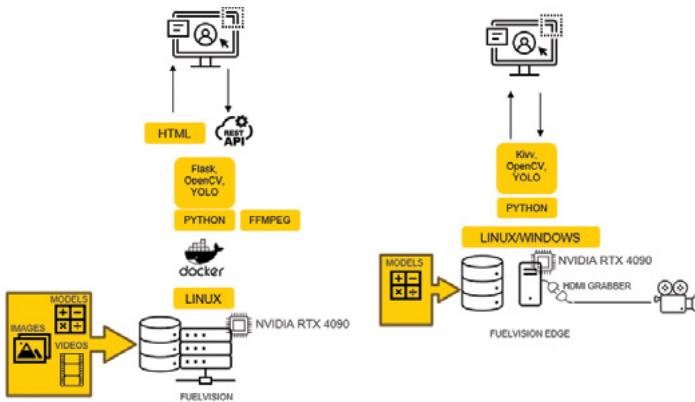 HTML
REST
API
Flask,
OpenCV,
YOLO
PYTHON
FFMPEG
docker
LINUX
MODELS
IMAGES
VIDEOS
NVIDIA RTX 4090
FUELVISION
Kivv,
OpenCV,
YOLO
PYTHON
LINUX/WINDOWS
MODELS
NVIDIA RTX 4090
HDMI GRABBER
FUELVISION EDGE